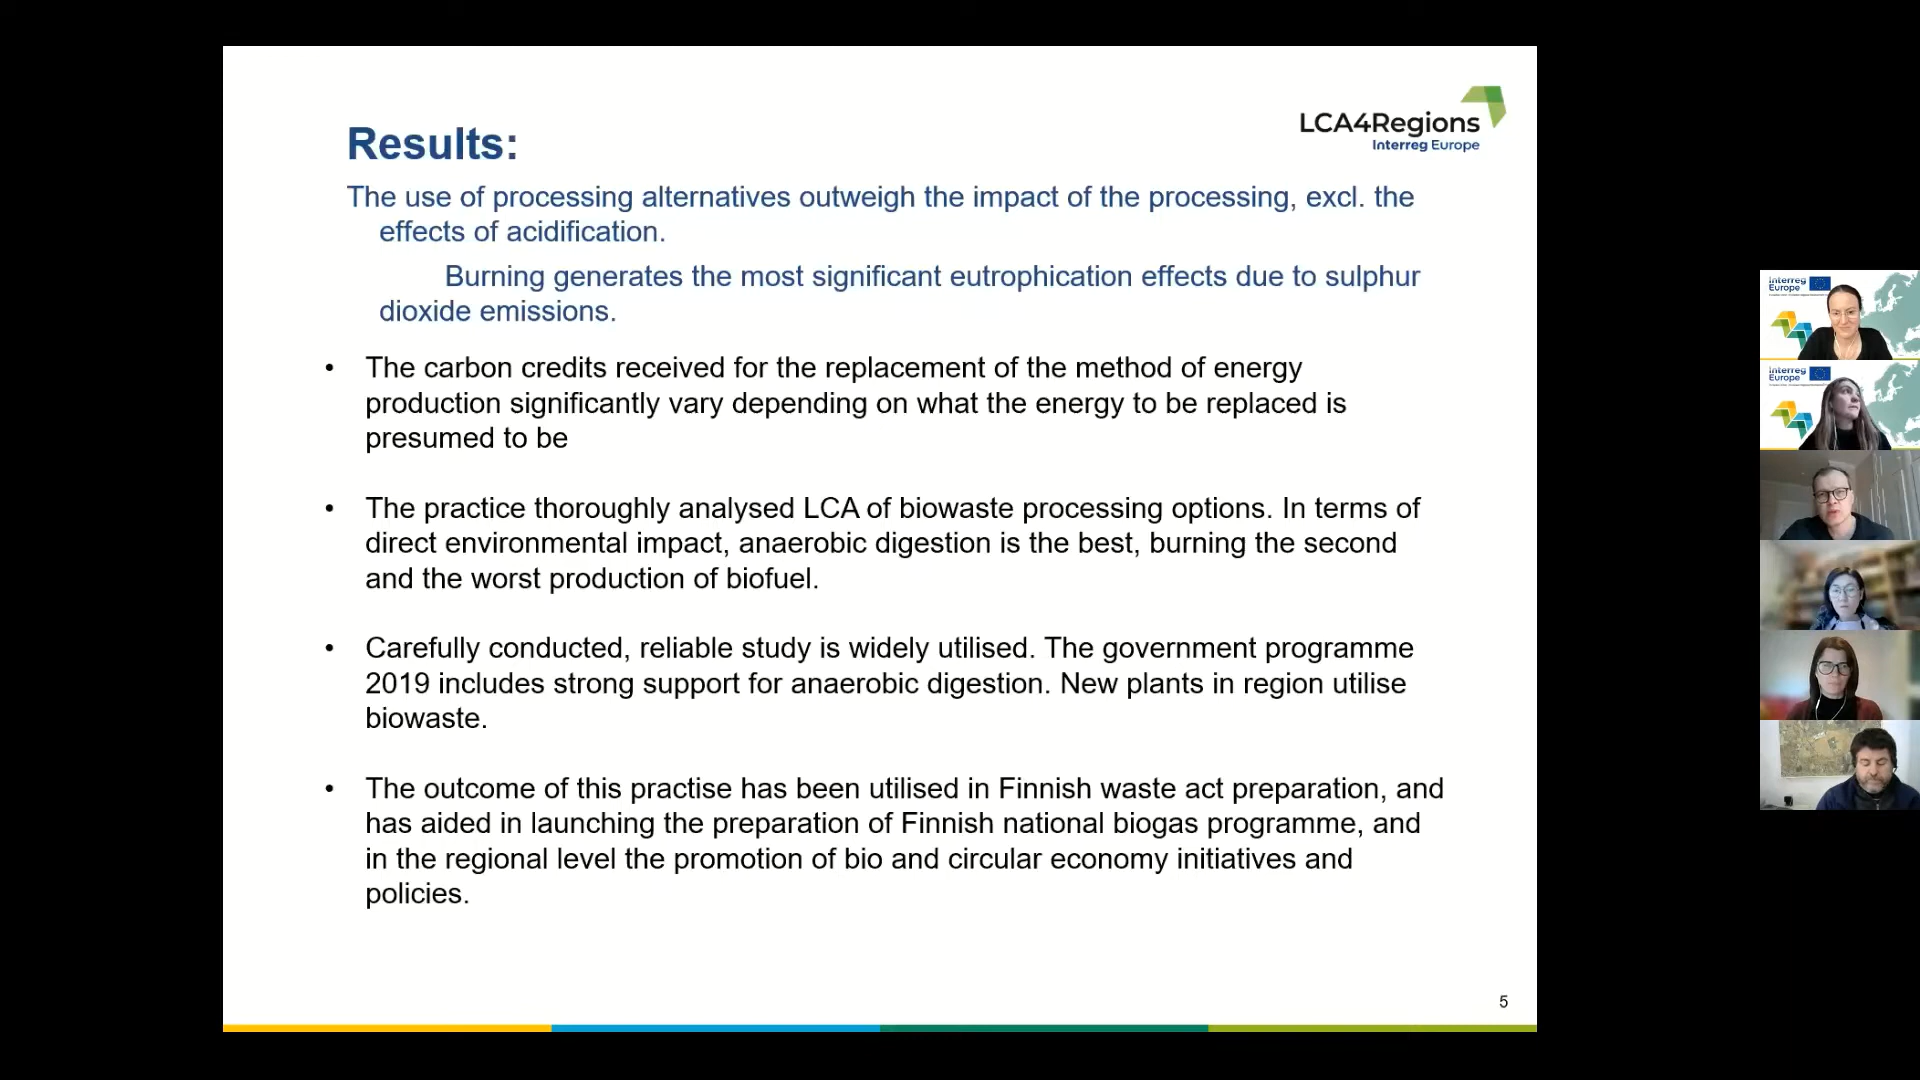 LCA4Regions
Interreg Europe
Results:
The use of processing alternatives outweigh the impact of the processing, excl. the
effects of acidification.
Burning generates the most significant eutrophication effects due to sulphur
dioxide emissions.
• The carbon credits received for the replacement of the method of energy
production significantly vary depending on what the energy to be replaced is
presumed to be
• The practice thoroughly analysed LCA of biowaste processing options. In terms of
direct environmental impact, anaerobic digestion is the best, burning the second
and the worst production of biofuel.
• Carefully conducted, reliable study is widely utilised. The government programme
2019 includes strong support for anaerobic digestion. New plants in region utilise
biowaste.
• The outcome of this practise has been utilised in Finnish waste act preparation, and
has aided in launching the preparation of Finnish national biogas programme, and
in the regional level the promotion of bio and circular economy initiatives and
policies.
5
Interreg
Europe
Interreg
Europe